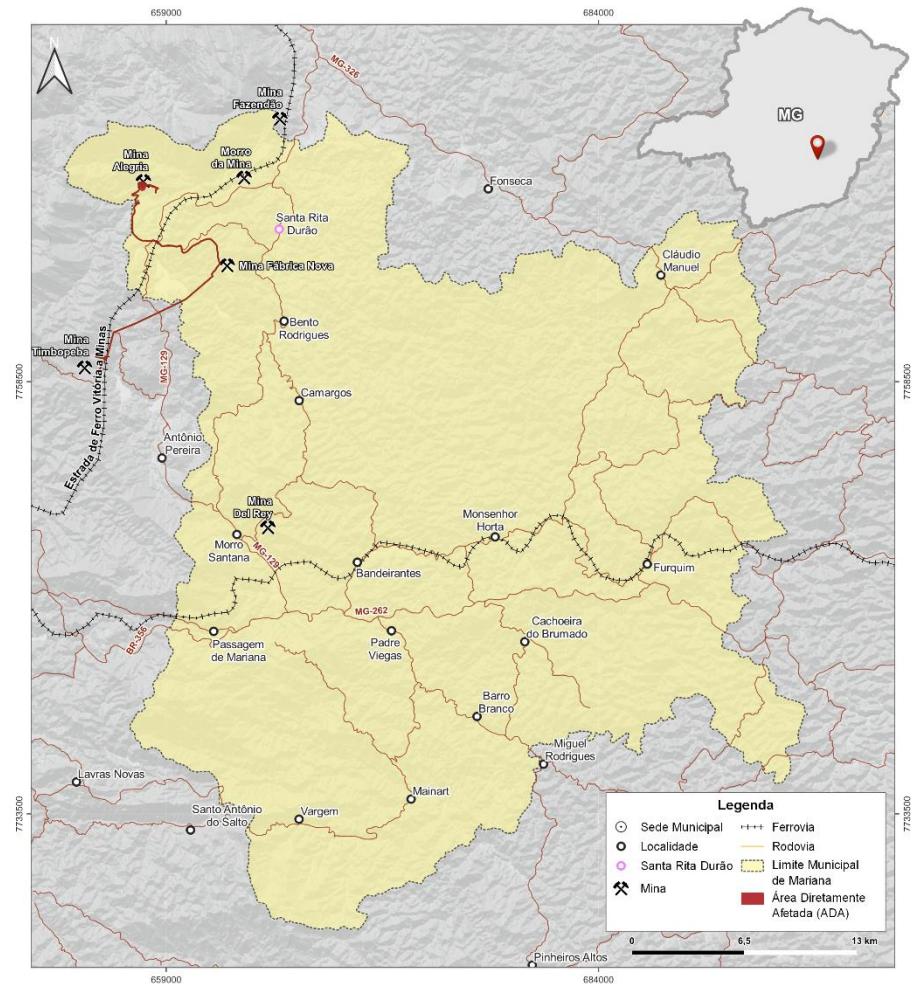 659000
684000
N
MG-326
Mina
Fazendão
MG
Mina
Alegria
Morro
da Mina
Fonseca
Santa Rita
Durão
Cláudio
Manuel
Mina Fábrica Nova
Bento
Rodrigues
Mina
Timbopeba
MG-129
7758500
7758500
Camargos
Estrada de Ferro Vitória a Minas
Antônio
Pereira
Mina
Del Rey
Monsenhor
Horta
Morro
Santana
MG-129
Bandeirantes
Furquim
MG-262
BR-356
Passagem
de Mariana
Padre
Viegas
Cachoeira
do Brumado
Barro
Branco
Miguel
Rodrigues
Lavras Novas
Mainart
Santo Antônio
do Salto
Vargem
7733500
7733500
Legenda
Sede Municipal
Localidade
Santa Rita Durão
Mina
Ferrovia
Rodovia
Limite Municipal
de Mariana
Área Diretamente
Afetada (ADA)
0
6,5
13 km
Pinheiros Altos
659000
684000